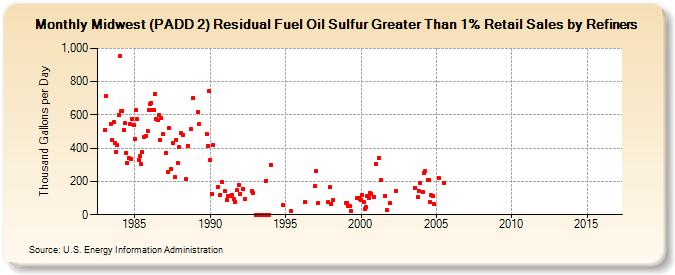 Monthly Midwest (PADD 2) Residual Fuel Oil Sulfur Greater Than 1% Retail Sales by Refiners
Thousand Gallons per Day
1,000
800
600
400
200
0
1985 1990 1995 2000 2005 2010 2015
Source: U.S. Energy Information Administration